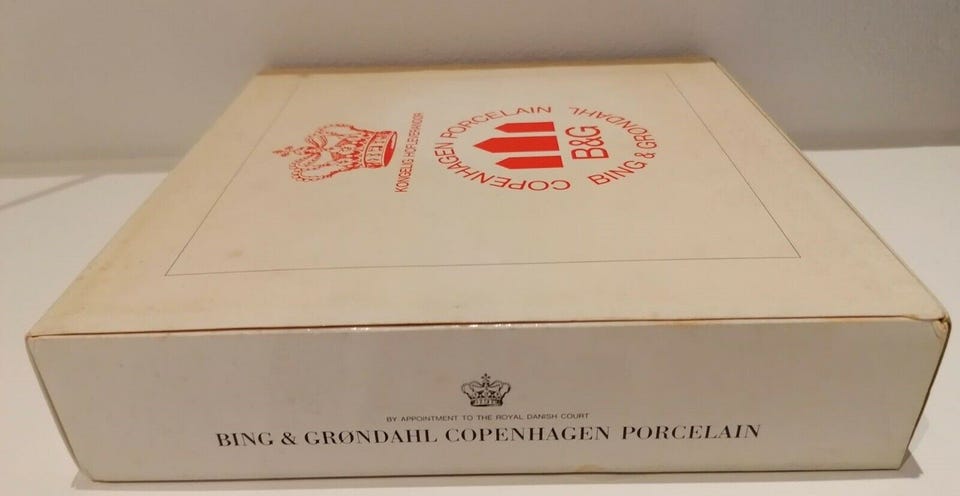 KONGELIG HOFLEVERANDØR
COPENHAGEN PORCELAIN
BING & GRØNDAHL
B&G
BY APPOINTMENT TO THE ROYAL DANISH COURT
BING & GRØNDAHL COPENHAGEN PORCELAIN